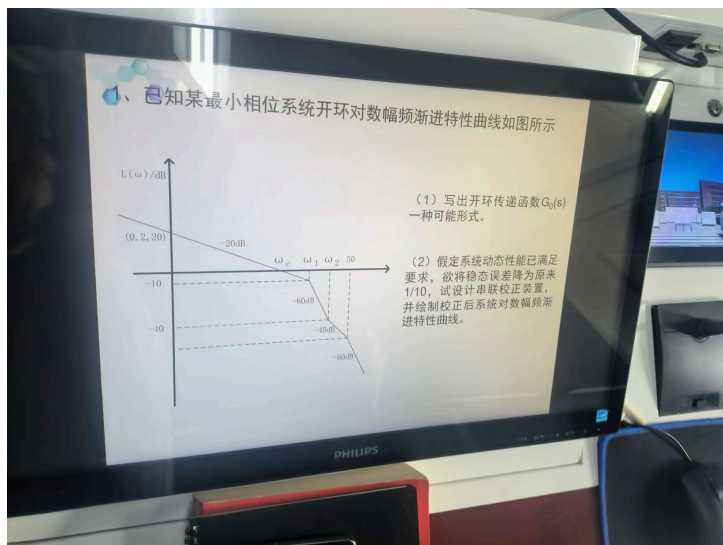 1、已知某最小相位系统开环对数幅频渐进特性曲线如图所示
L(ω)/dB
(0.2,20)
-20dB
ω c ω 1 ω 2 50
-10
-60dB
-40
-40dB
-60dB
（1）写出开环传递函数G₀(s)
一种可能形式。
（2）假定系统动态性能已满足
要求，欲将稳态误差降为原来
1/10，试设计串联校正装置，
并绘制校正后系统对数幅频渐
进特性曲线。
PHILIPS